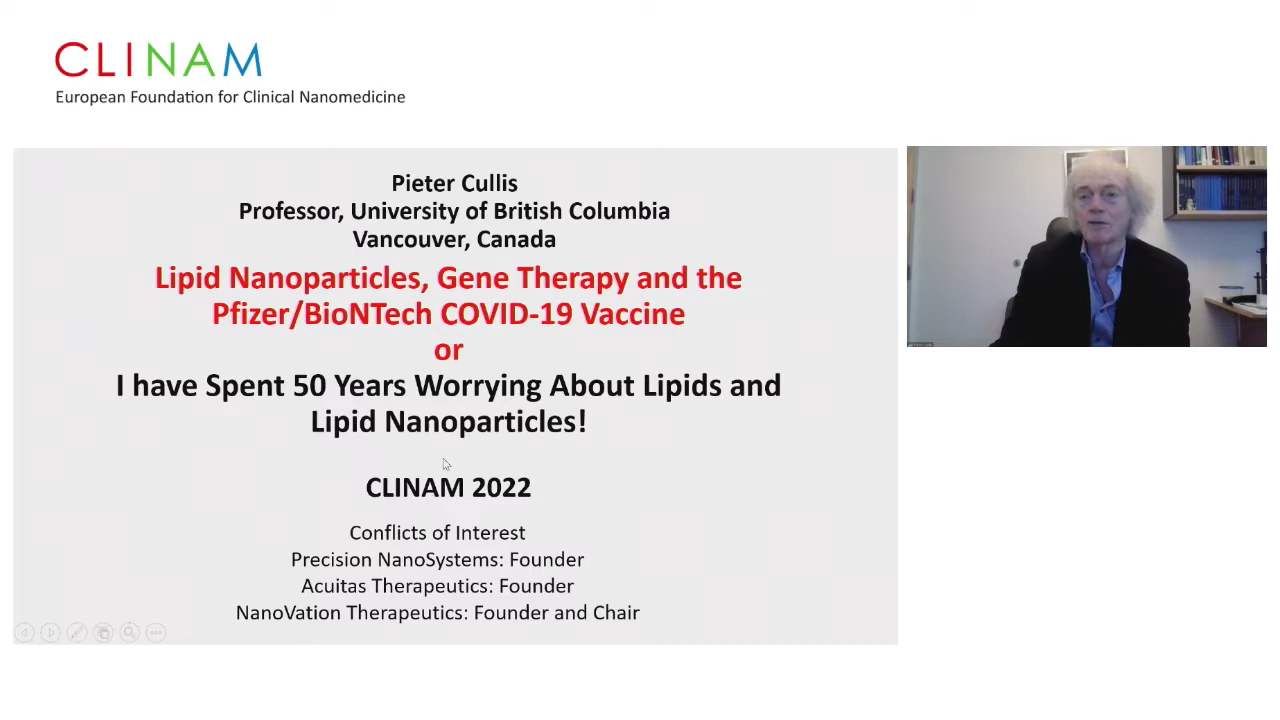 CLINAM
European Foundation for Clinical Nanomedicine
Pieter Cullis
Professor, University of British Columbia
Vancouver, Canada
Lipid Nanoparticles, Gene Therapy and the
Pfizer/BioNTech COVID-19 Vaccine
or
I have Spent 50 Years Worrying About Lipids and
Lipid Nanoparticles!
CLINAM 2022
Conflicts of Interest
Precision NanoSystems: Founder
Acuitas Therapeutics: Founder
NanoVation Therapeutics: Founder and Chair